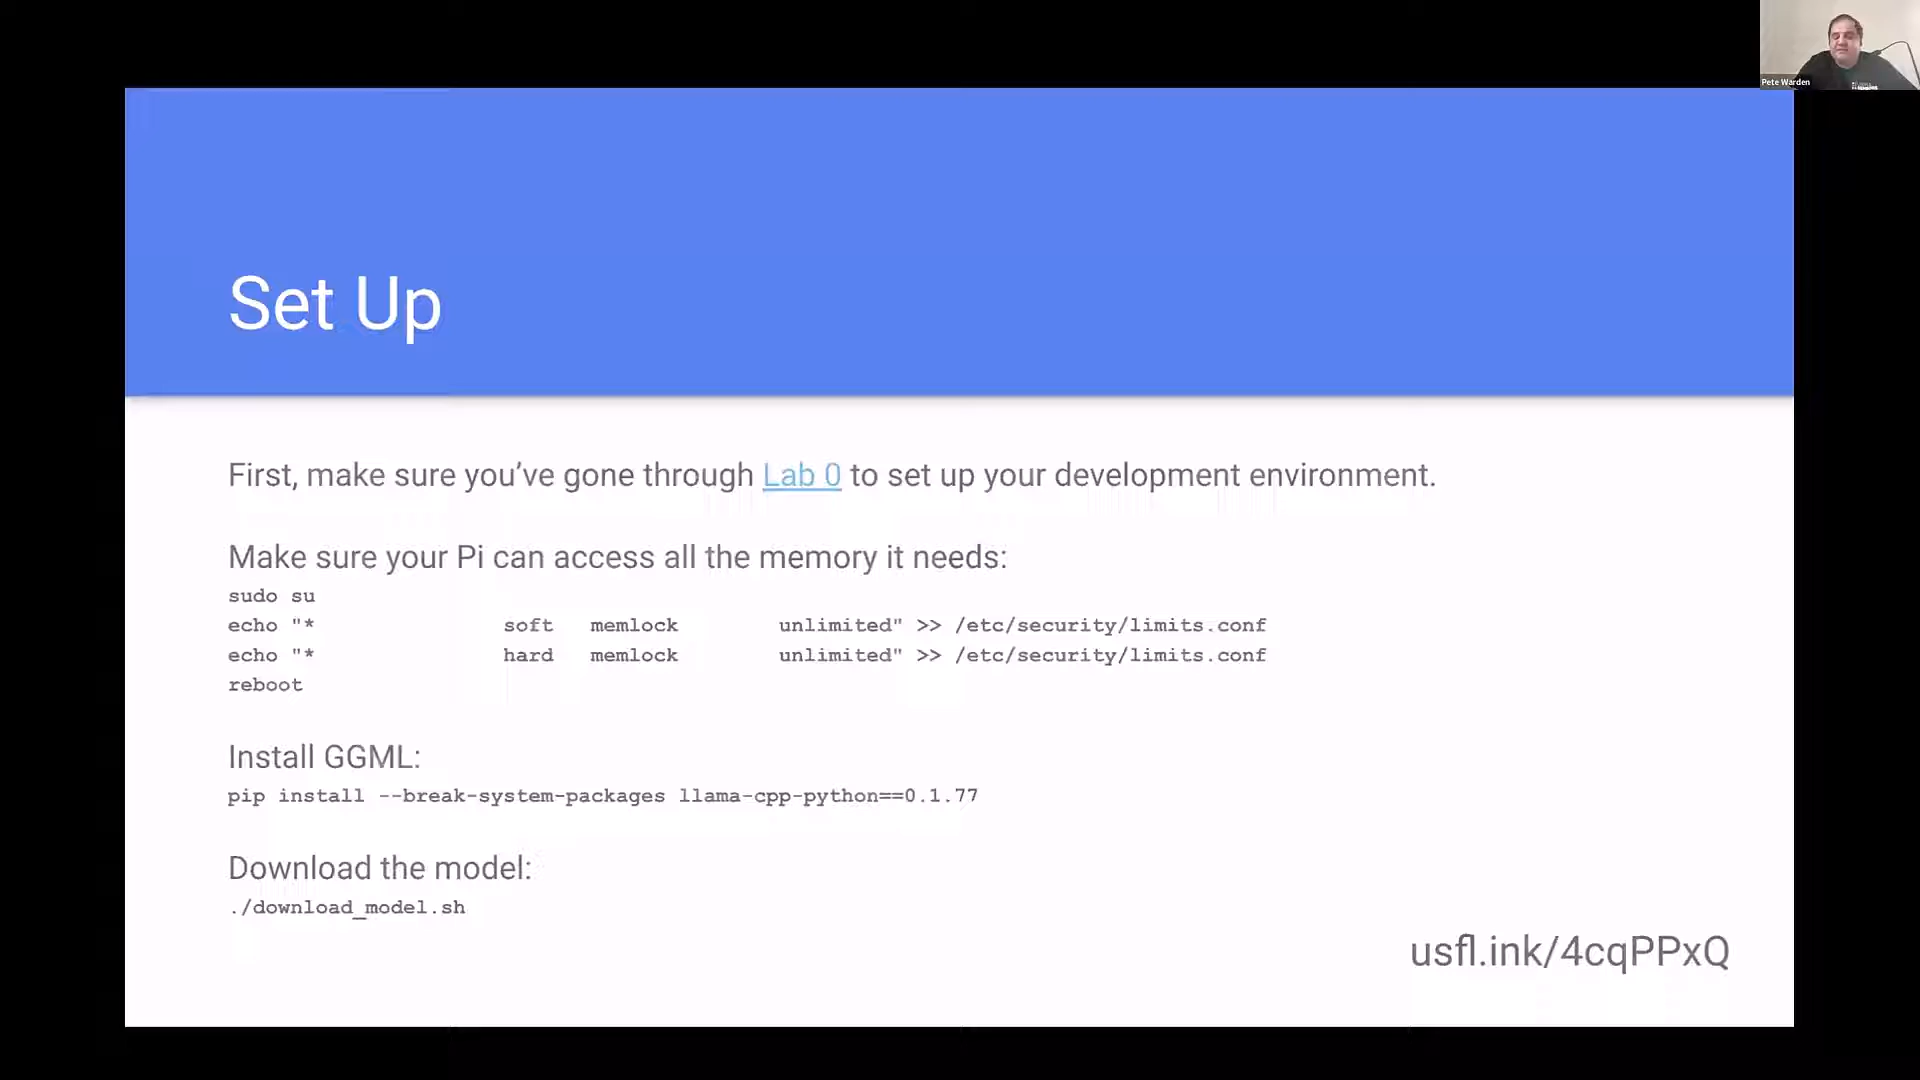 Pete Warden
Set Up
First, make sure you’ve gone through Lab 0 to set up your development environment.
Make sure your Pi can access all the memory it needs:
sudo su
echo "* soft memlock unlimited" >> /etc/security/limits.conf
echo "* hard memlock unlimited" >> /etc/security/limits.conf
reboot
Install GGML:
pip install --break-system-packages llama-cpp-python==0.1.77
Download the model:
./download_model.sh
usfl.ink/4cqPPxQ